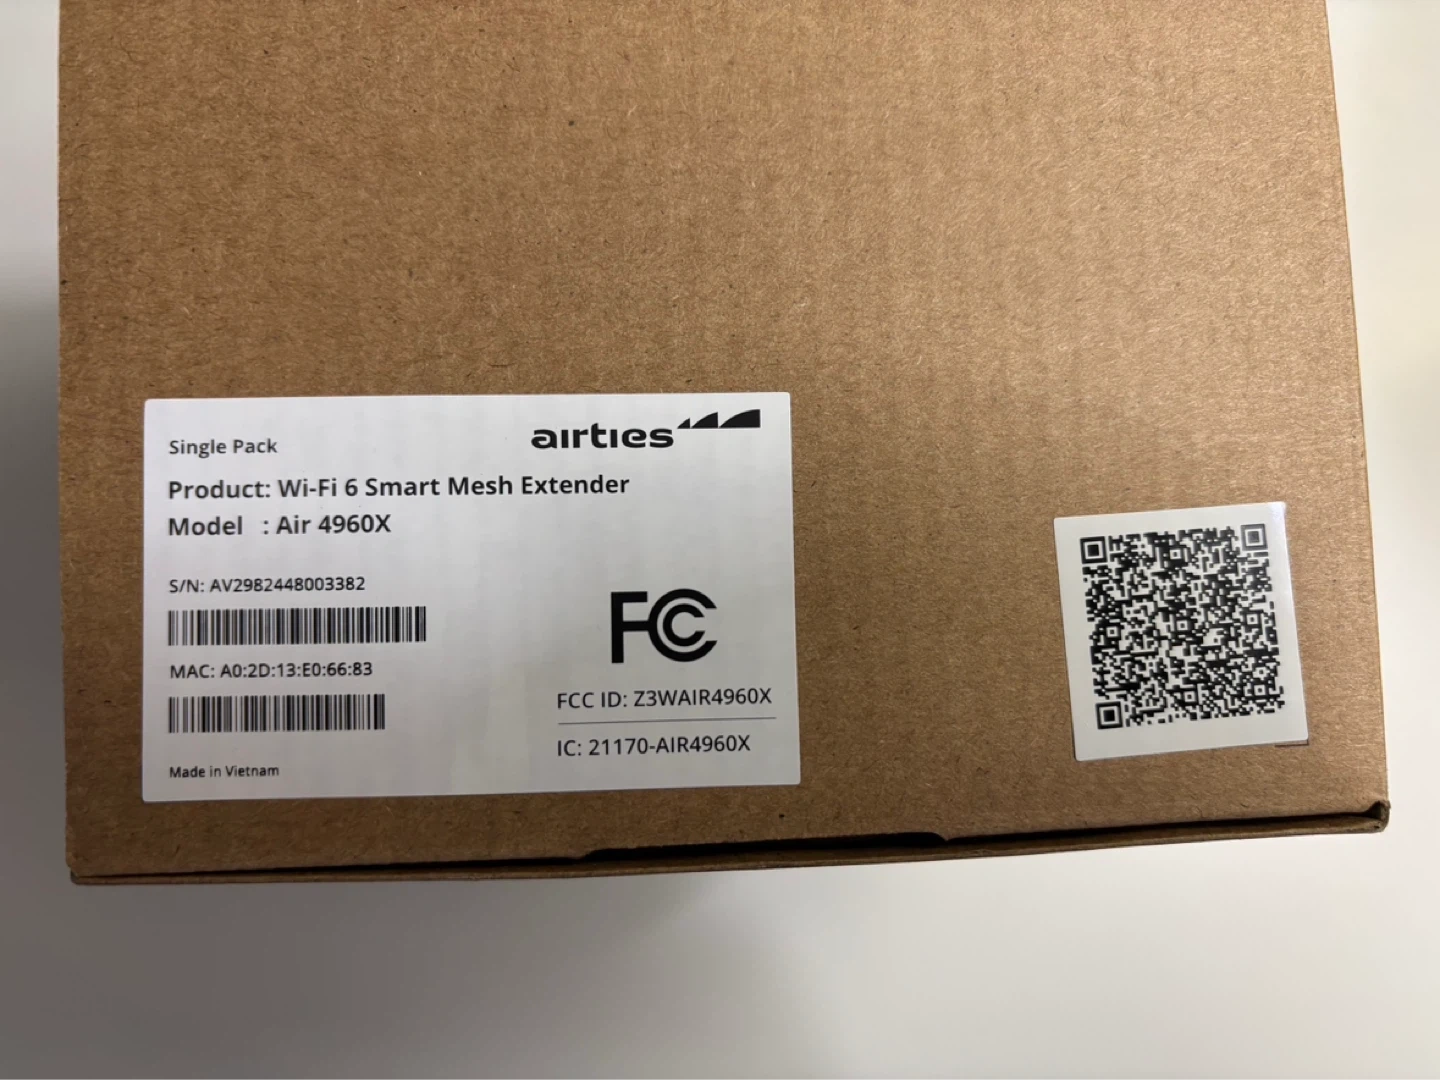 Single Pack
airties
Product: Wi-Fi 6 Smart Mesh Extender
Model : Air 4960X
S/N: AV2982448003382
MAC: A0:2D:13:E0:66:83
Made in Vietnam
FC
FCC ID: Z3WAIR4960X
IC: 21170-AIR4960X